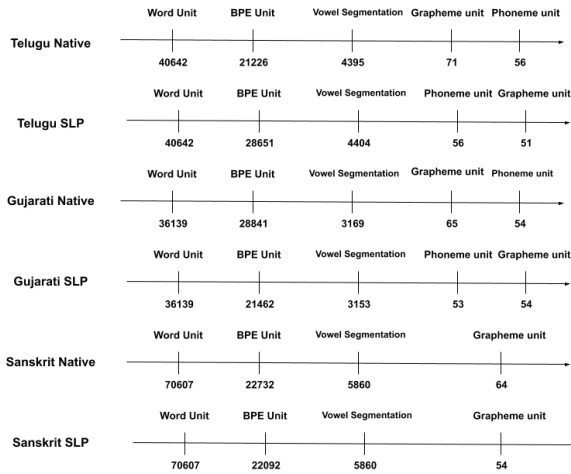 Word Unit BPE Unit Vowel Segmentation Grapheme unit Phoneme unit
Telugu Native
40642 21226 4395 71 56
Word Unit BPE Unit Vowel Segmentation Phoneme unit Grapheme unit
Telugu SLP
40642 28651 4404 56 51
Word Unit BPE Unit Vowel Segmentation Grapheme unit Phoneme unit
Gujarati Native
36139 28841 3169 65 54
Word Unit BPE Unit Vowel Segmentation Phoneme unit Grapheme unit
Gujarati SLP
36139 21462 3153 53 54
Word Unit BPE Unit Vowel Segmentation Grapheme unit
Sanskrit Native
70607 22732 5860 64
Word Unit BPE Unit Vowel Segmentation Grapheme unit
Sanskrit SLP
70607 22092 5860 54